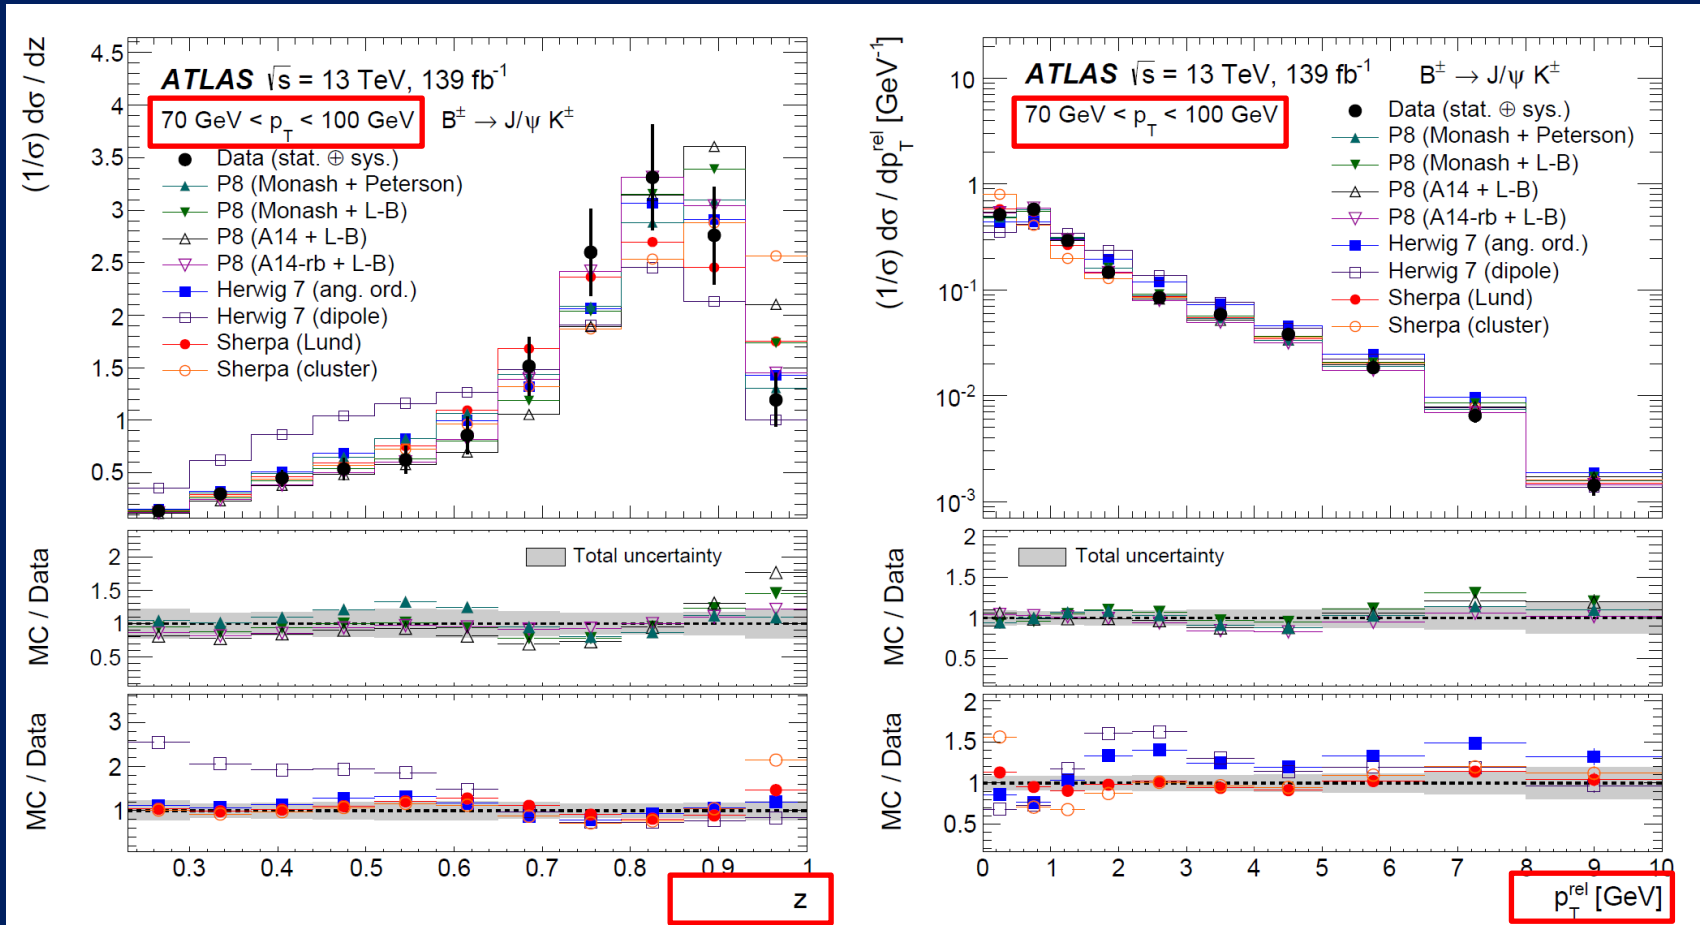 (1/σ) dσ / dz
4.5
4
3.5
3
2.5
2
1.5
1
0.5
ATLAS √s = 13 TeV, 139 fb⁻¹
70 GeV < p_T < 100 GeV B± → J/ψ K±
Data (stat. ⊕ sys.)
P8 (Monash + Peterson)
P8 (Monash + L-B)
P8 (A14 + L-B)
P8 (A14-rb + L-B)
Herwig 7 (ang. ord.)
Herwig 7 (dipole)
Sherpa (Lund)
Sherpa (cluster)
MC / Data
2
1.5
1
0.5
Total uncertainty
MC / Data
3
2
1
0.3 0.4 0.5 0.6 0.7 0.8 0.9 1
z
(1/σ) dσ / dp_T^rel [GeV⁻¹]
10
1
10⁻¹
10⁻²
10⁻³
ATLAS √s = 13 TeV, 139 fb⁻¹ B± → J/ψ K±
70 GeV < p_T < 100 GeV
Data (stat. ⊕ sys.)
P8 (Monash + Peterson)
P8 (Monash + L-B)
P8 (A14 + L-B)
P8 (A14-rb + L-B)
Herwig 7 (ang. ord.)
Herwig 7 (dipole)
Sherpa (Lund)
Sherpa (cluster)
MC / Data
2
1.5
1
0.5
Total uncertainty
MC / Data
2
1.5
1
0.5
0 1 2 3 4 5 6 7 8 9 10
p_T^rel [GeV]